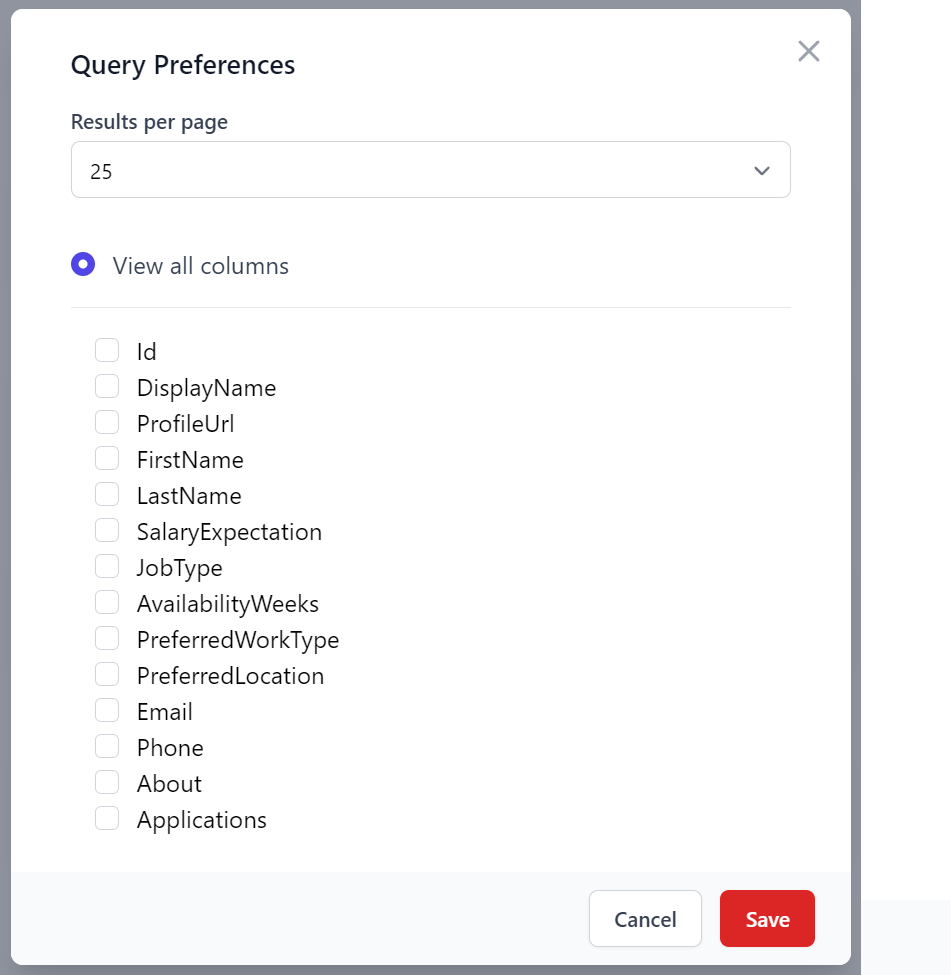 Query Preferences
Results per page
25
View all columns
Id
DisplayName
ProfileUrl
FirstName
LastName
SalaryExpectation
JobType
AvailabilityWeeks
PreferredWorkType
PreferredLocation
Email
Phone
About
Applications
Cancel Save